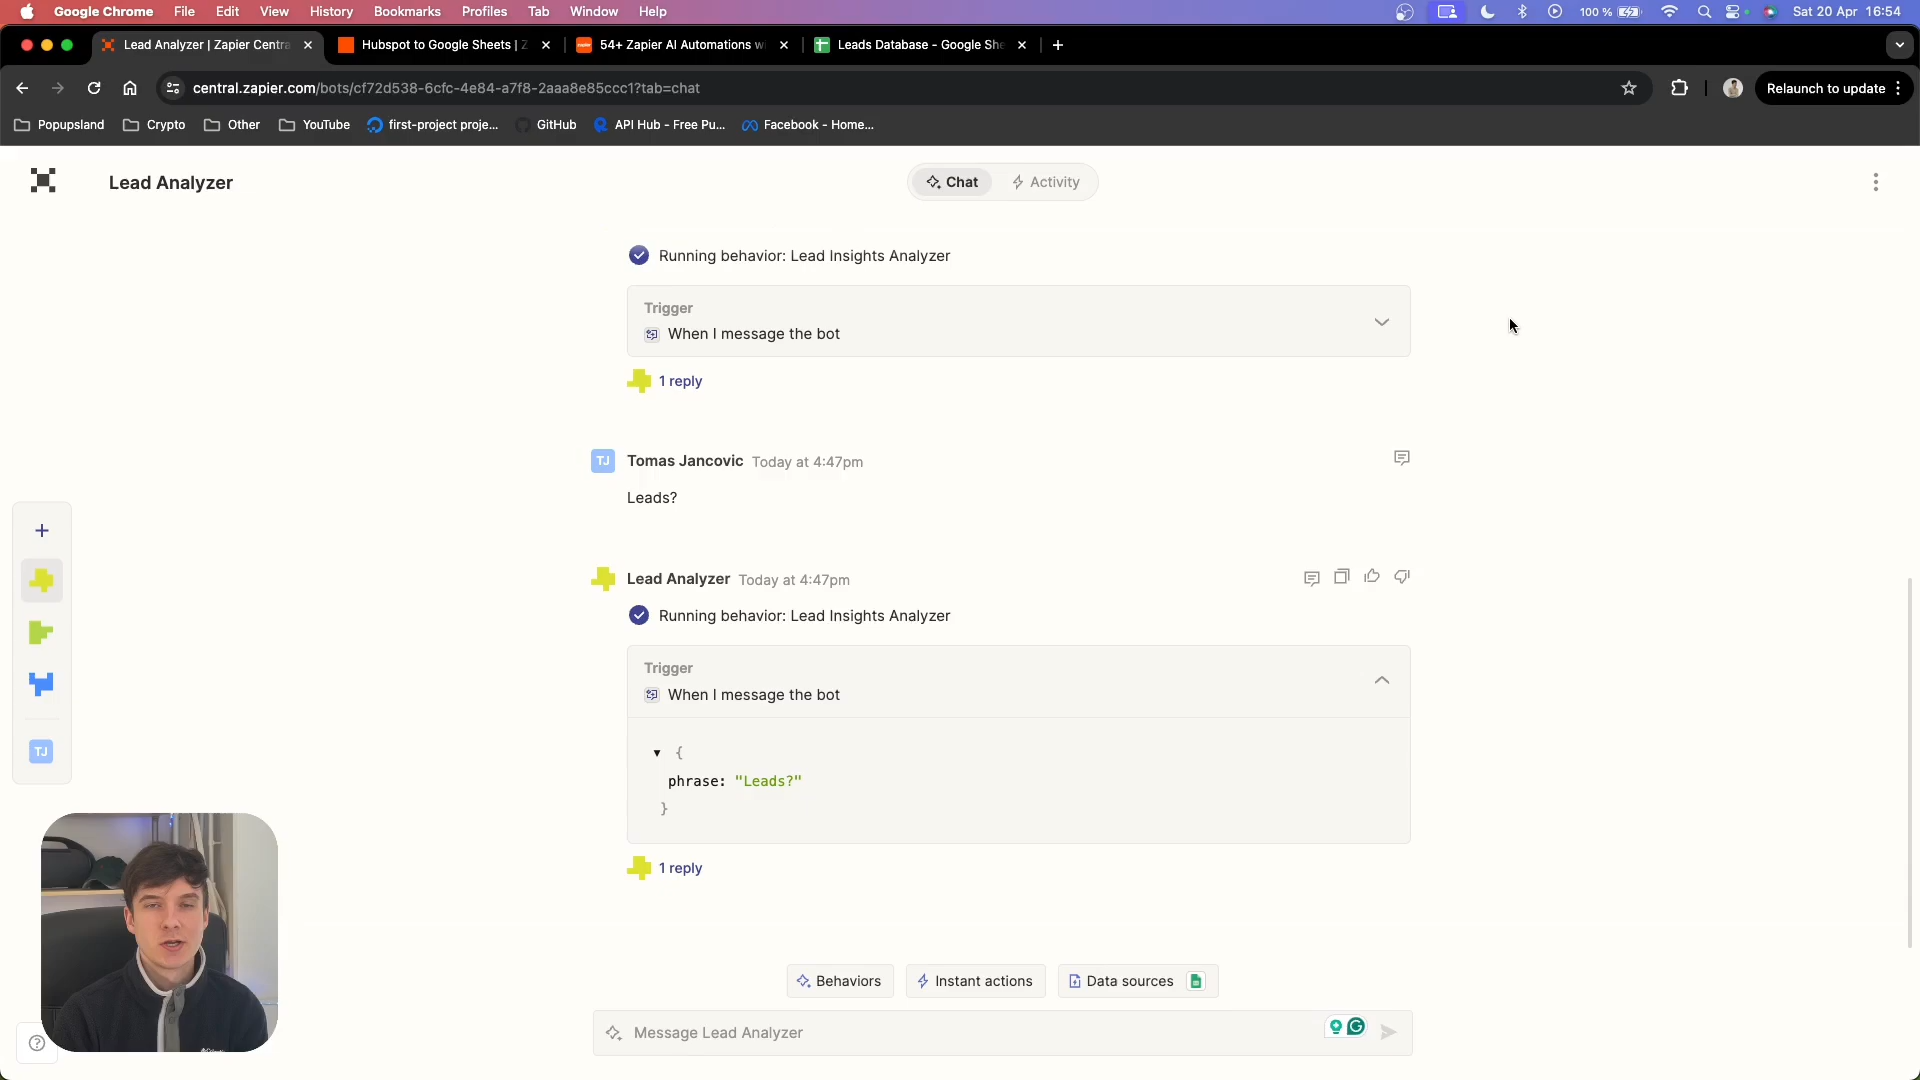 Google Chrome File Edit View History Bookmarks Profiles Tab Window Help 100 % Sat 20 Apr 16:54
Lead Analyzer | Zapier Centra Hubspot to Google Sheets | Z 54+ Zapier AI Automations w Leads Database - Google She
central.zapier.com/bots/cf72d538-6cfc-4e84-a7f8-2aaa8e85ccc1?tab=chat Relaunch to update
Popupsland Crypto Other YouTube first-project proje... GitHub API Hub - Free Pu... Facebook - Home...
Lead Analyzer Chat Activity
Running behavior: Lead Insights Analyzer
Trigger
When I message the bot
1 reply
TJ Tomas Jancovic Today at 4:47pm
Leads?
Lead Analyzer Today at 4:47pm
Running behavior: Lead Insights Analyzer
Trigger
When I message the bot
{
phrase: "Leads?"
}
TJ
1 reply
Behaviors Instant actions Data sources
Message Lead Analyzer